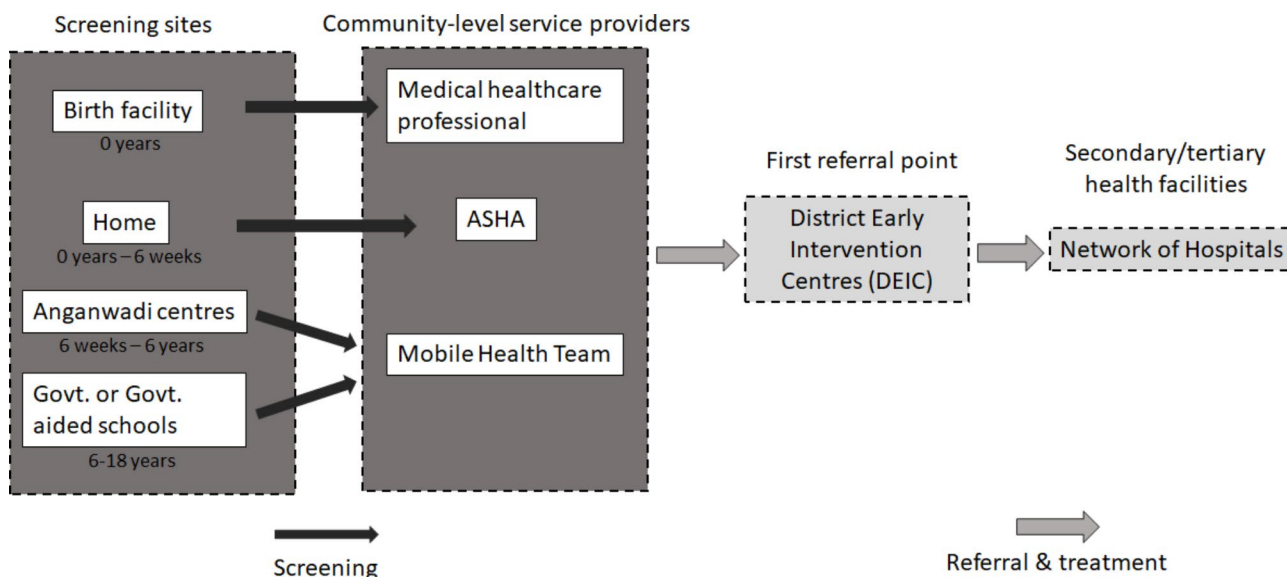 Screening sites
Birth facility
0 years
Home
0 years – 6 weeks
Anganwadi centres
6 weeks – 6 years
Govt. or Govt.
aided schools
6-18 years
Community-level service providers
Medical healthcare
professional
ASHA
Mobile Health Team
First referral point
District Early
Intervention
Centres (DEIC)
Secondary/tertiary
health facilities
Network of Hospitals
Screening
Referral & treatment